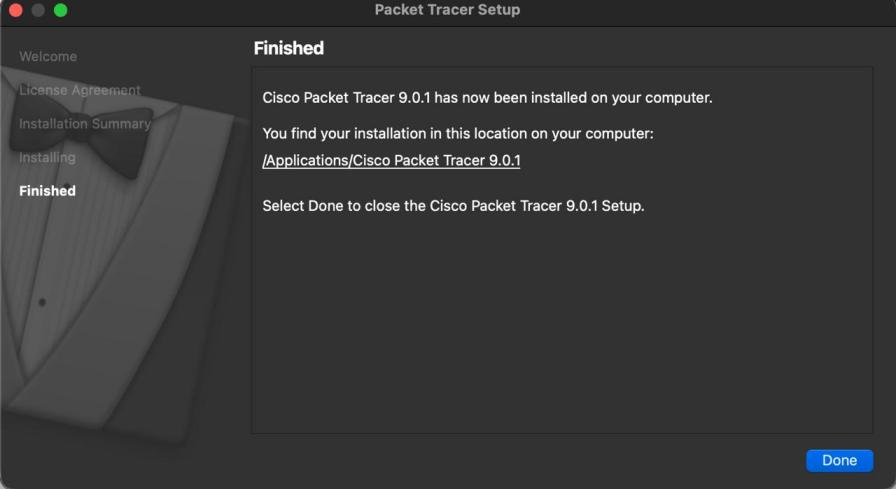 Packet Tracer Setup
Welcome
License Agreement
Installation Summary
Installing
Finished
Finished
Cisco Packet Tracer 9.0.1 has now been installed on your computer.
You find your installation in this location on your computer:
/Applications/Cisco Packet Tracer 9.0.1
Select Done to close the Cisco Packet Tracer 9.0.1 Setup.
Done